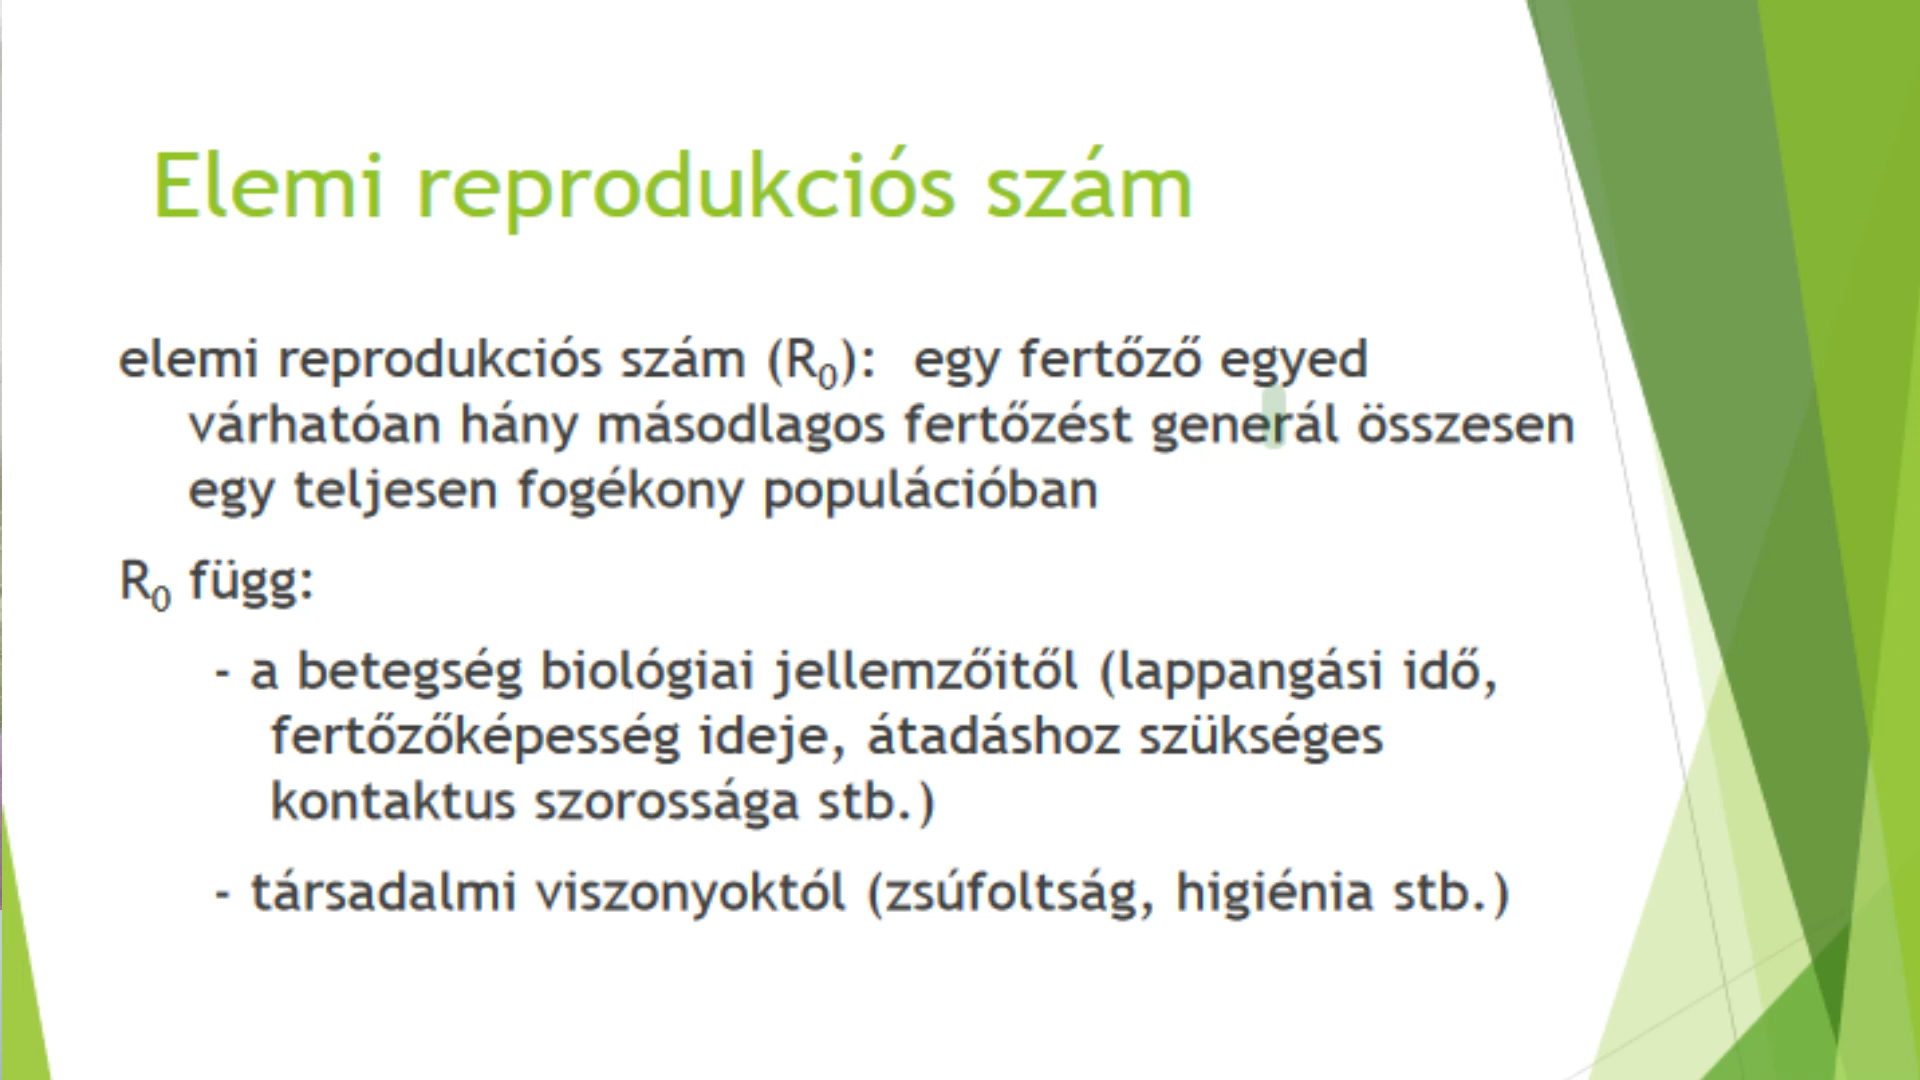 Elemi reprodukciós szám
elemi reprodukciós szám (R₀): egy fertőző egyed
várhatóan hány másodlagos fertőzést generál összesen
egy teljesen fogékony populációban
R₀ függ:
- a betegség biológiai jellemzőitől (lappangási idő,
fertőzőképesség ideje, átadáshoz szükséges
kontaktus szorossága stb.)
- társadalmi viszonyoktól (zsúfoltság, higiénia stb.)